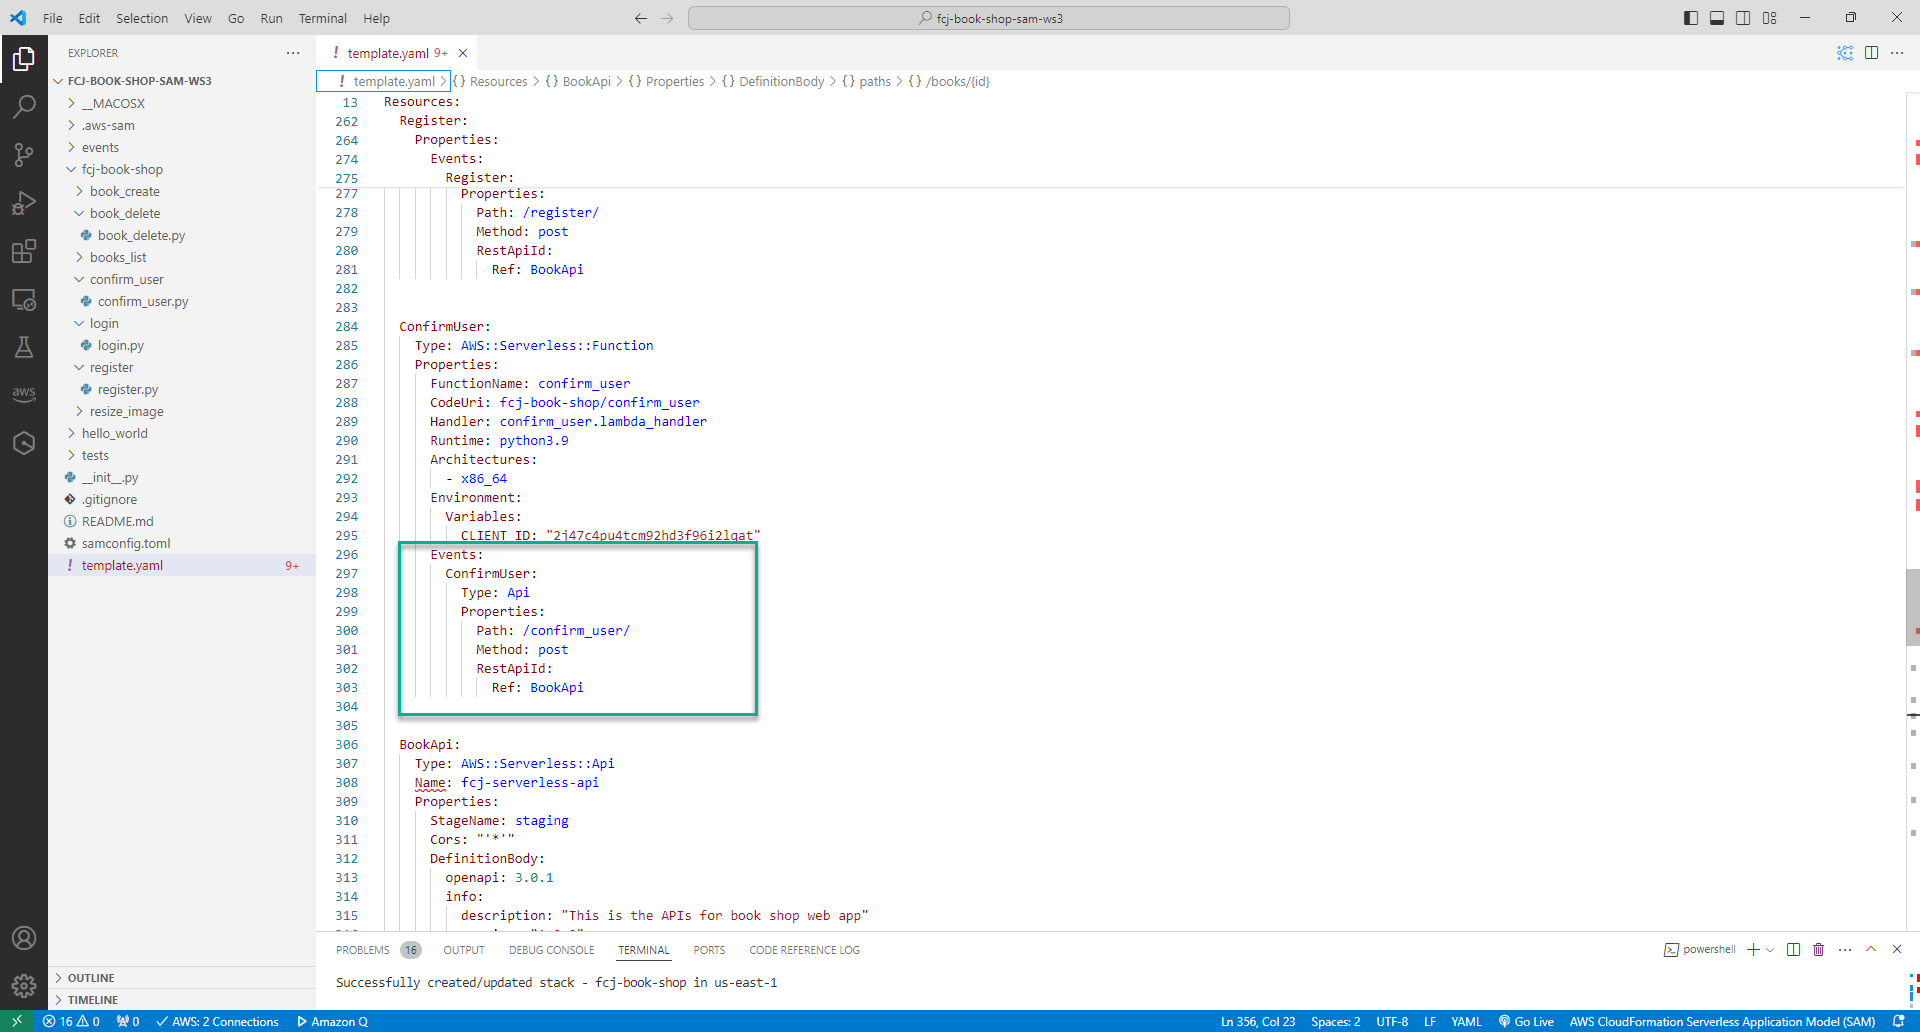 File Edit Selection View Go Run Terminal Help
fcj-book-shop-sam-ws3
EXPLORER
FCJ-BOOK-SHOP-SAM-WS3
__MACOSX
.aws-sam
events
fcj-book-shop
book_create
book_delete
book_delete.py
books_list
confirm_user
confirm_user.py
login
login.py
register
register.py
resize_image
hello_world
tests
__init__.py
.gitignore
README.md
samconfig.toml
! template.yaml 9+
OUTLINE
TIMELINE
aws
! template.yaml 9+
! template.yaml > {} Resources > {} BookApi > {} Properties > {} DefinitionBody > {} paths > {} /books/{id}
13 Resources:
262 Register:
264 Properties:
274 Events:
275 Register:
277 Properties:
278 Path: /register/
279 Method: post
280 RestApiId:
281 Ref: BookApi
282
283
284 ConfirmUser:
285 Type: AWS::Serverless::Function
286 Properties:
287 FunctionName: confirm_user
288 CodeUri: fcj-book-shop/confirm_user
289 Handler: confirm_user.lambda_handler
290 Runtime: python3.9
291 Architectures:
292 - x86_64
293 Environment:
294 Variables:
295 CLIENT_ID:
296 Events:
297 ConfirmUser:
298 Type: Api
299 Properties:
300 Path: /confirm_user/
301 Method: post
302 RestApiId:
303 Ref: BookApi
304
305
306 BookApi:
307 Type: AWS::Serverless::Api
308 Name: fcj-serverless-api
309 Properties:
310 StageName: staging
311 Cors: "'*'"
312 DefinitionBody:
313 openapi: 3.0.1
314 info:
315 description: "This is the APIs for book shop web app"
PROBLEMS 16 OUTPUT DEBUG CONSOLE TERMINAL PORTS CODE REFERENCE LOG
powershell
Successfully created/updated stack - fcj-book-shop in us-east-1
16 0 0 AWS: 2 Connections Amazon Q
Ln 356, Col 23 Spaces: 2 UTF-8 LF YAML Go Live AWS CloudFormation Serverless Application Model (SAM)